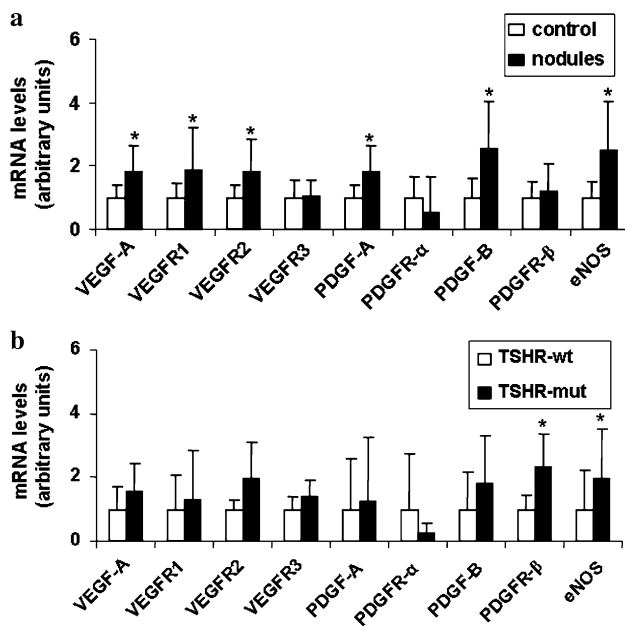 a
mRNA levels
(arbitrary units)
6
4
2
0
control
nodules
* * * * * *
VEGF-A VEGFR1 VEGFR2 VEGFR3 PDGF-A PDGFR-α PDGF-B PDGFR-β eNOS
b
mRNA levels
(arbitrary units)
6
4
2
0
TSHR-wt
TSHR-mut
* *
VEGF-A VEGFR1 VEGFR2 VEGFR3 PDGF-A PDGFR-α PDGF-B PDGFR-β eNOS